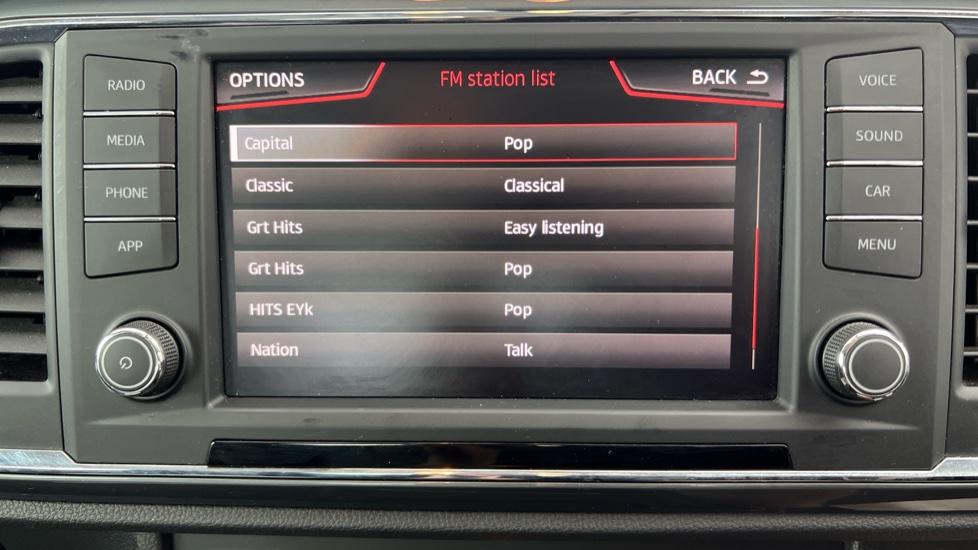 RADIO
MEDIA
PHONE
APP
OPTIONS
FM station list
BACK
Capital Pop
Classic Classical
Grt Hits Easy listening
Grt Hits Pop
HITS EYk Pop
Nation Talk
VOICE
SOUND
CAR
MENU